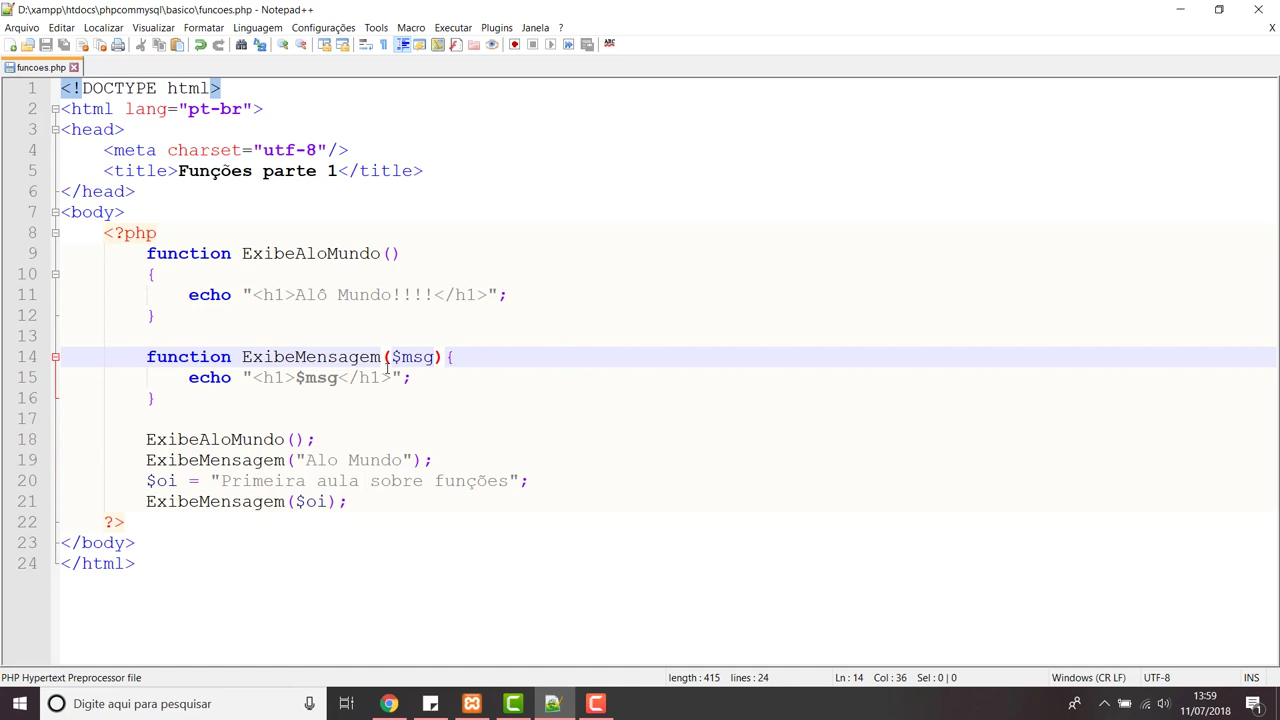 D:\xampp\htdocs\phpcommysql\basico\funcoes.php - Notepad++
Arquivo Editar Localizar Visualizar Formatar Linguagem Configurações Tools Macro Executar Plugins Janela ? X
funcoes.php
1 <!DOCTYPE html>
2 <html lang="pt-br">
3 <head>
4 <meta charset="utf-8"/>
5 <title>Funções parte 1</title>
6 </head>
7 <body>
8 <?php
9 function ExibeAloMundo()
10 {
11 echo "<h1>Alô Mundo!!!!</h1>";
12 }
13
14 function ExibeMensagem($msg){
15 echo "<h1>$msg</h1>";
16 }
17
18 ExibeAloMundo();
19 ExibeMensagem("Alo Mundo");
20 $oi = "Primeira aula sobre funções";
21 ExibeMensagem($oi);
22 ?>
23 </body>
24 </html>
PHP Hypertext Preprocessor file length : 415 lines : 24 Ln : 14 Col : 36 Sel : 0 | 0 Windows (CR LF) UTF-8 INS
Digite aqui para pesquisar
13:59
11/07/2018